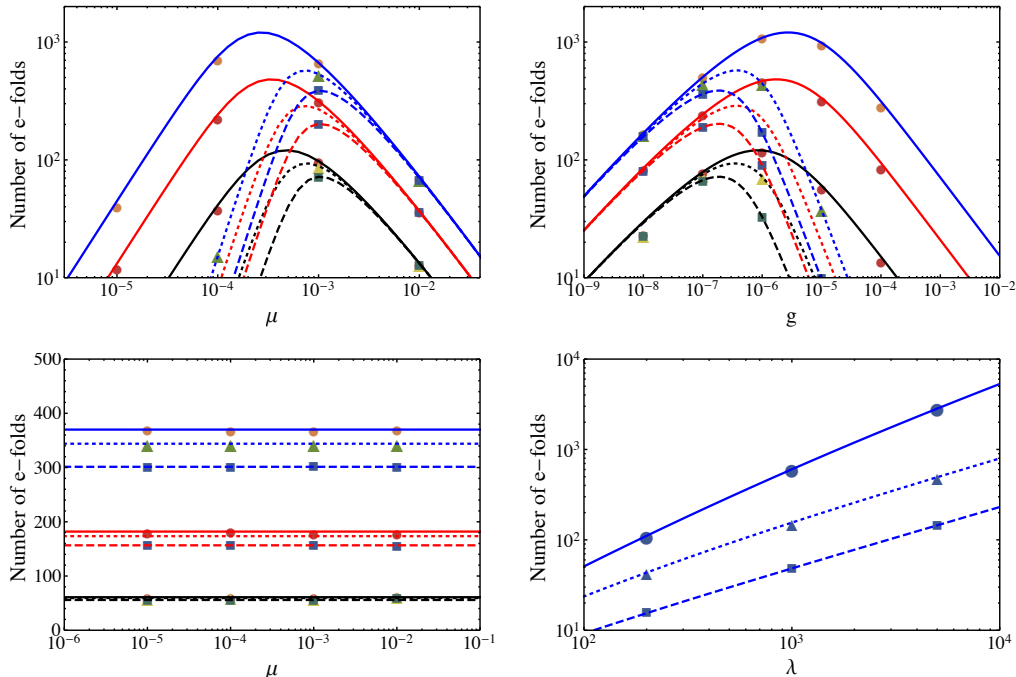 Number of e−folds
10³
10²
10¹
10⁻⁵ 10⁻⁴ 10⁻³ 10⁻²
μ
Number of e−folds
10³
10²
10¹
10⁻⁹ 10⁻⁸ 10⁻⁷ 10⁻⁶ 10⁻⁵ 10⁻⁴ 10⁻³ 10⁻²
g
Number of e−folds
500
400
300
200
100
0
10⁻⁶ 10⁻⁵ 10⁻⁴ 10⁻³ 10⁻² 10⁻¹
μ
Number of e−folds
10⁴
10³
10²
10¹
10² 10³ 10⁴
λ